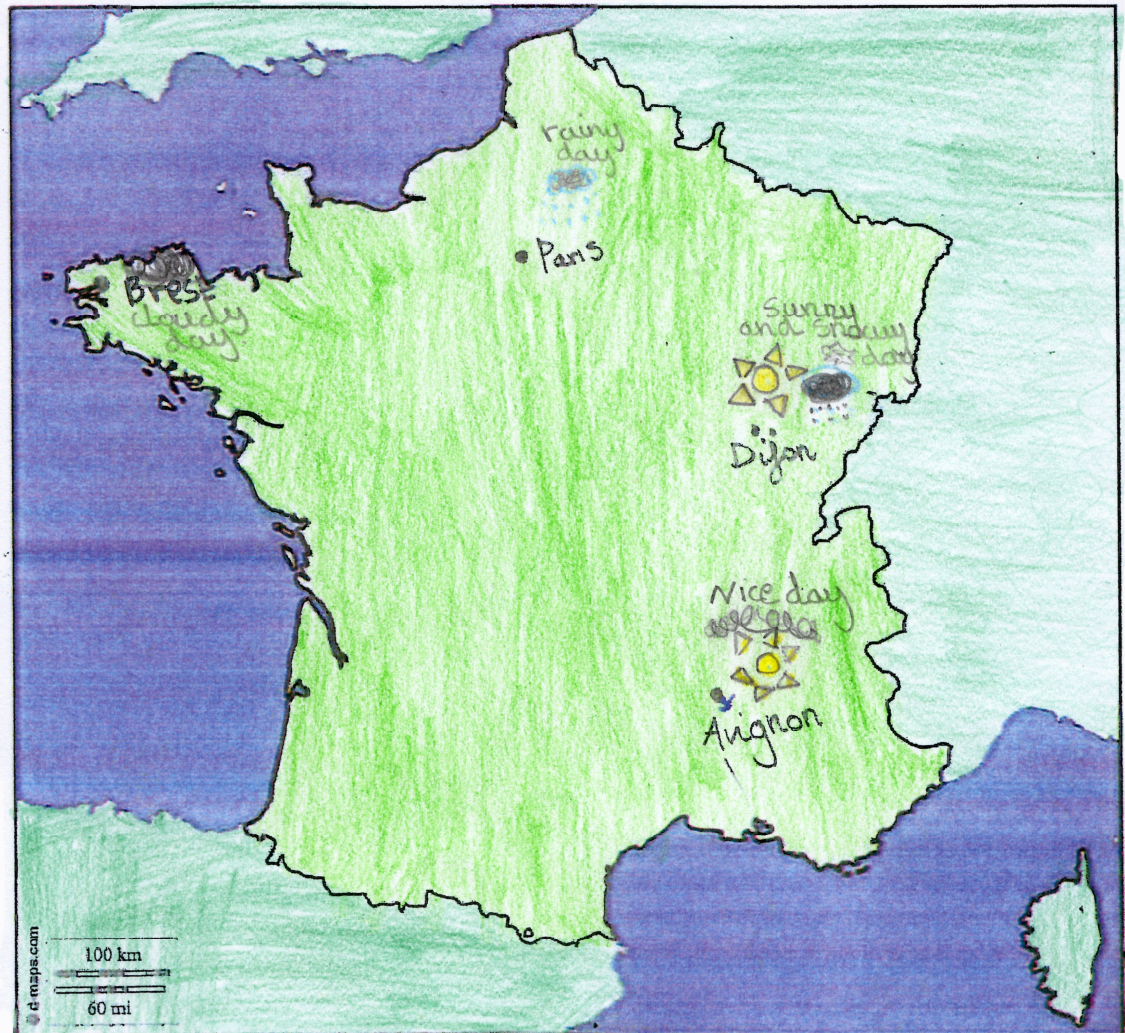 rainy
day
Paris
Brest
cloudy
day
sunny
and snowy
day
Dijon
Nice day
Avignon
100 km
60 mi
© d-maps.com